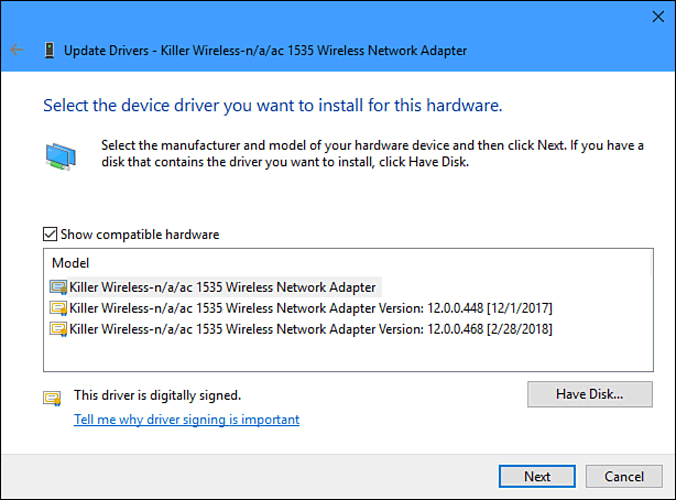 Update Drivers - Killer Wireless-n/a/ac 1535 Wireless Network Adapter
Select the device driver you want to install for this hardware.
Select the manufacturer and model of your hardware device and then click Next. If you have a
disk that contains the driver you want to install, click Have Disk.
Show compatible hardware
Model
Killer Wireless-n/a/ac 1535 Wireless Network Adapter
Killer Wireless-n/a/ac 1535 Wireless Network Adapter Version: 12.0.0.448 [12/1/2017]
Killer Wireless-n/a/ac 1535 Wireless Network Adapter Version: 12.0.0.468 [2/28/2018]
This driver is digitally signed.
Have Disk...
Tell me why driver signing is important
Next
Cancel